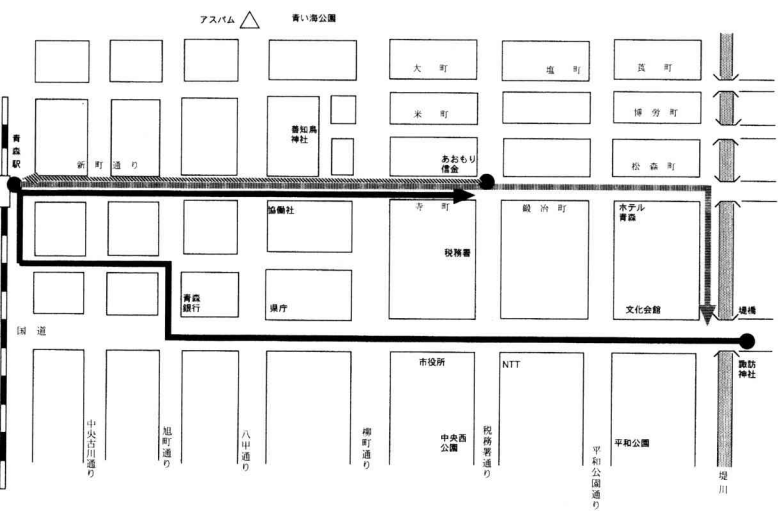 アスパム
青い海公園
大町
塩町
莨町
米町
博労町
善知鳥
神社
青森駅
新町通り
あおもり
信金
松森町
協働社
寺町
鍛冶町
ホテル
青森
税務署
青森
銀行
県庁
文化会館
堤橋
国道
市役所
NTT
諏訪
神社
中央古川通り
旭町通り
八甲通り
柳町通り
中央西
公園
税務署通り
平和公園通り
平和公園
堤川